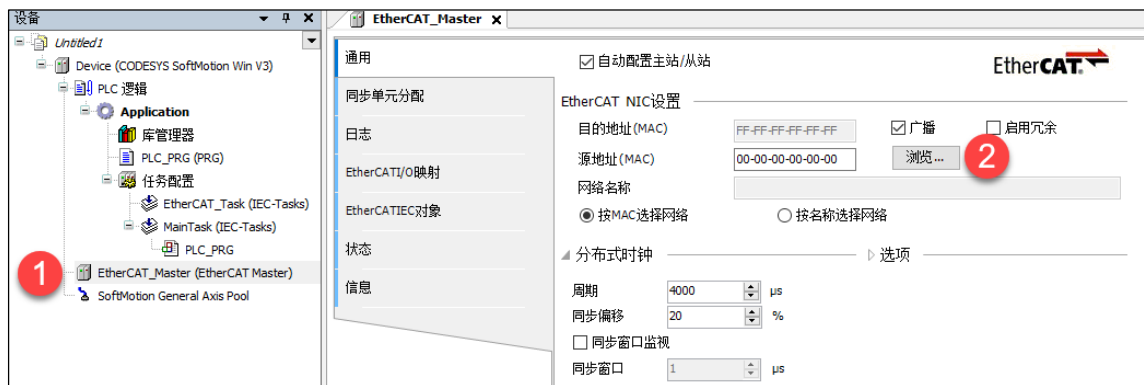 设备
Untitled1
Device (CODESYS SoftMotion Win V3)
PLC 逻辑
Application
库管理器
PLC_PRG (PRG)
任务配置
EtherCAT_Task (IEC-Tasks)
MainTask (IEC-Tasks)
PLC_PRG
1
EtherCAT_Master (EtherCAT Master)
SoftMotion General Axis Pool
EtherCAT_Master
通用
同步单元分配
日志
EtherCATI/O映射
EtherCATIEC对象
状态
信息
自动配置主站/从站
EtherCAT.
EtherCAT NIC设置
目的地址(MAC) FF-FF-FF-FF-FF-FF 广播 启用冗余
源地址(MAC) 00-00-00-00-00-00 浏览... 2
网络名称
按MAC选择网络 按名称选择网络
分布式时钟 选项
周期 4000 µs
同步偏移 20 %
同步窗口监视
同步窗口 1 µs